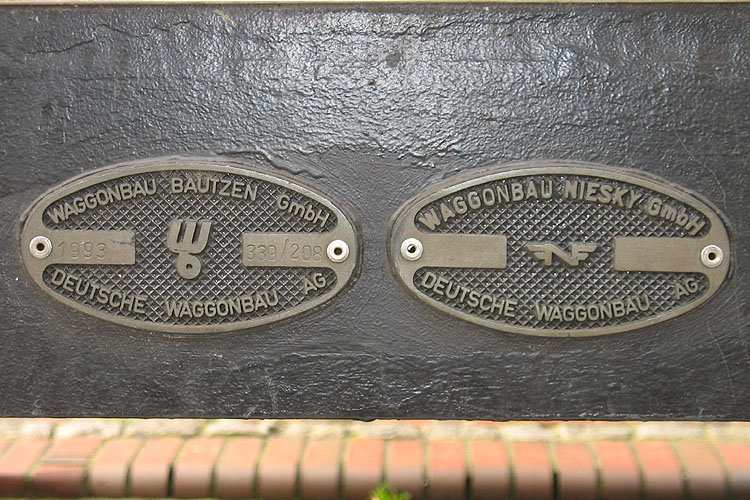 WAGGONBAU BAUTZEN GmbH
1993
339/208
DEUTSCHE WAGGONBAU AG
WAGGONBAU NIESKY GmbH
N
DEUTSCHE WAGGONBAU AG